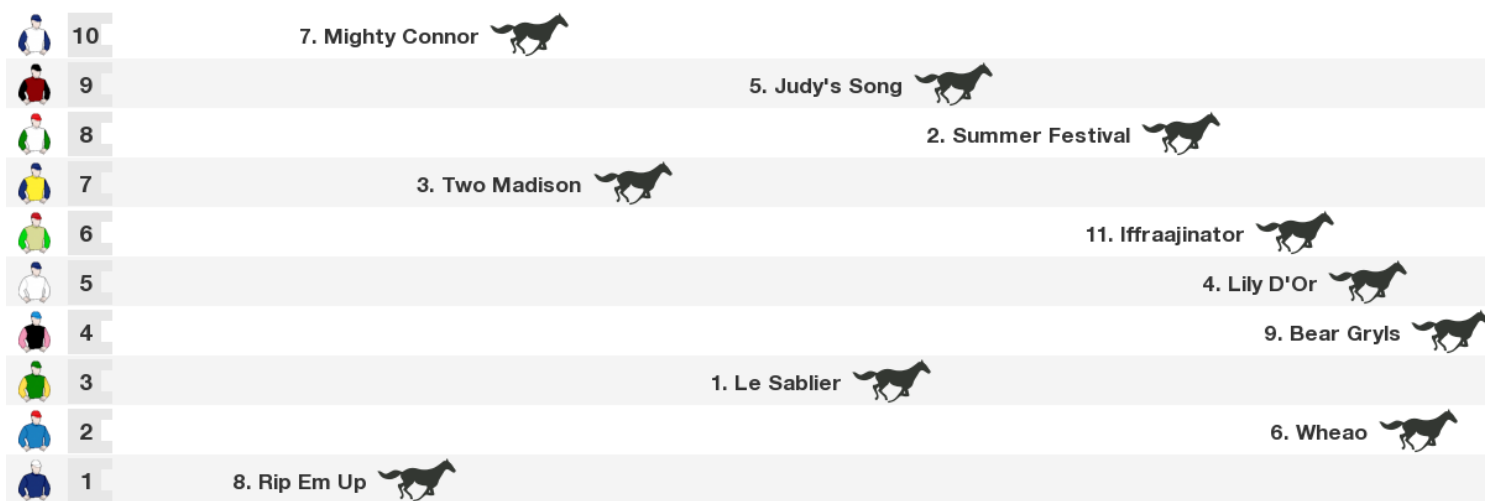 10 7. Mighty Connor
9 5. Judy's Song
8 2. Summer Festival
7 3. Two Madison
6 11. Iffraajinator
5 4. Lily D'Or
4 9. Bear Gryls
3 1. Le Sablier
2 6. Wheao
1 8. Rip Em Up